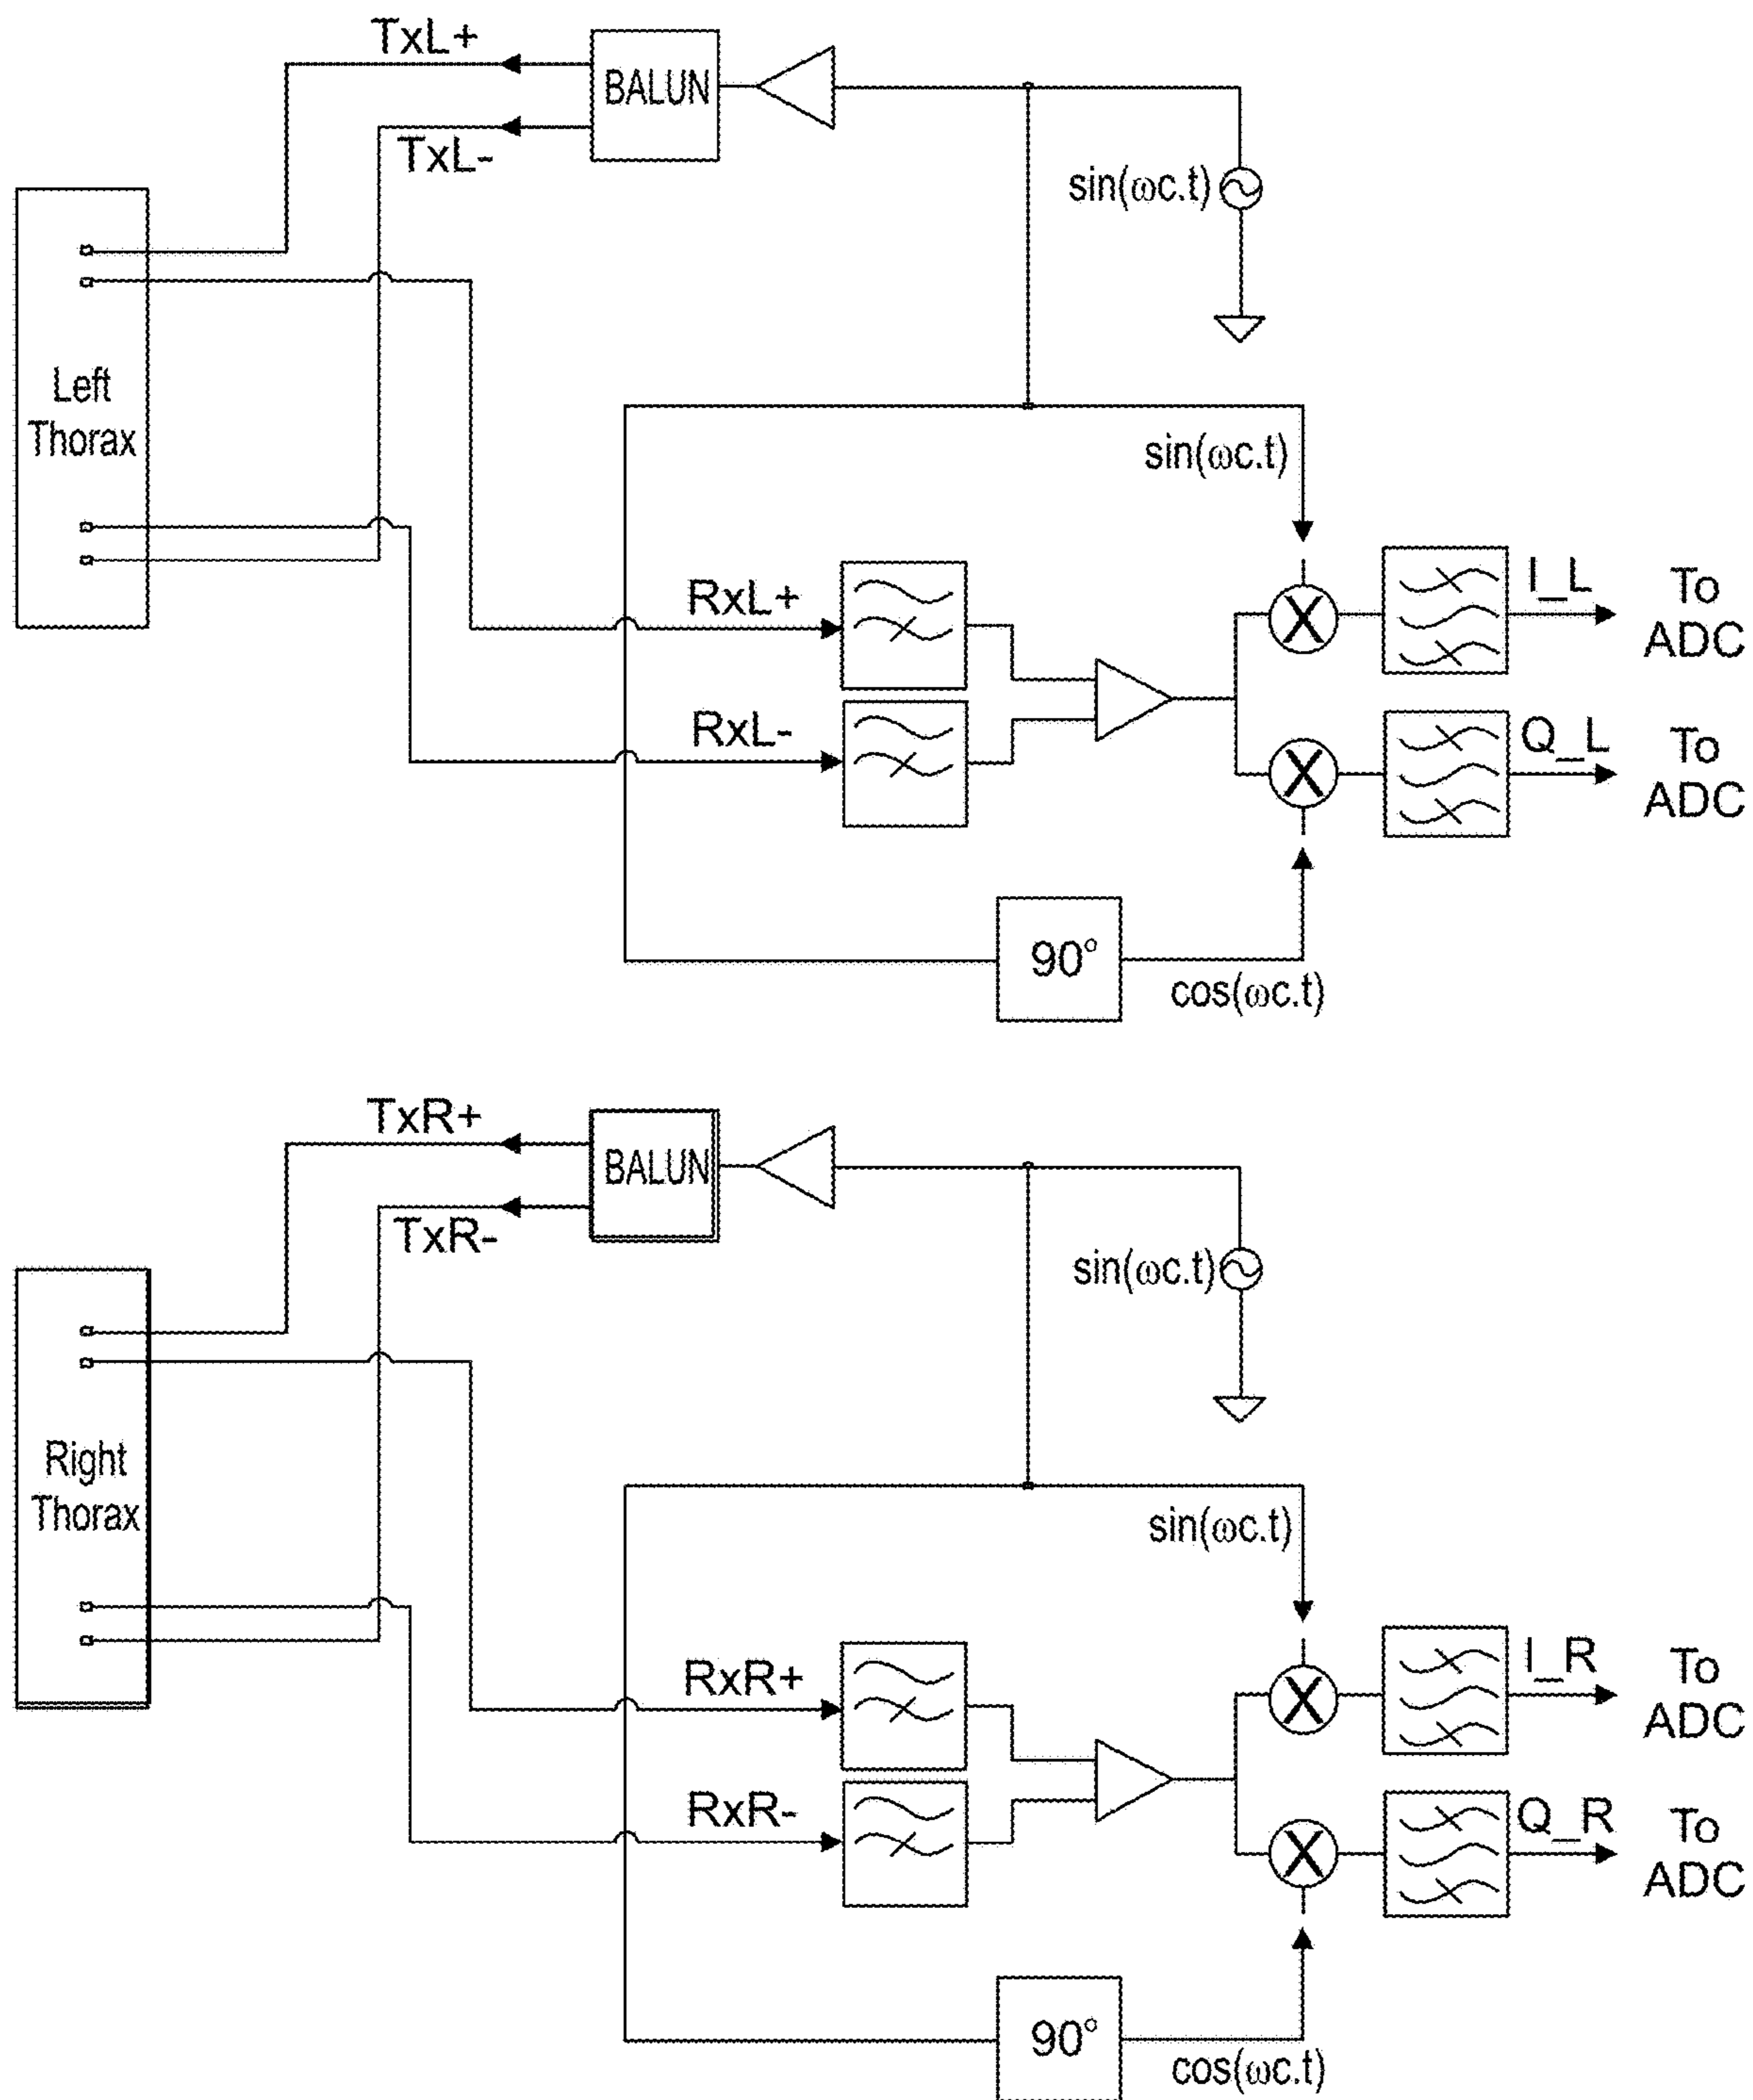 TxL+
BALUN
TxL-
sin(ωc.t)
Left
Thorax
sin(ωc.t)
RxL+
I_L
To
ADC
RxL-
Q_L
To
ADC
90°
cos(ωc.t)
TxR+
BALUN
TxR-
sin(ωc.t)
Right
Thorax
sin(ωc.t)
RxR+
I_R
To
ADC
RxR-
Q_R
To
ADC
90°
cos(ωc.t)